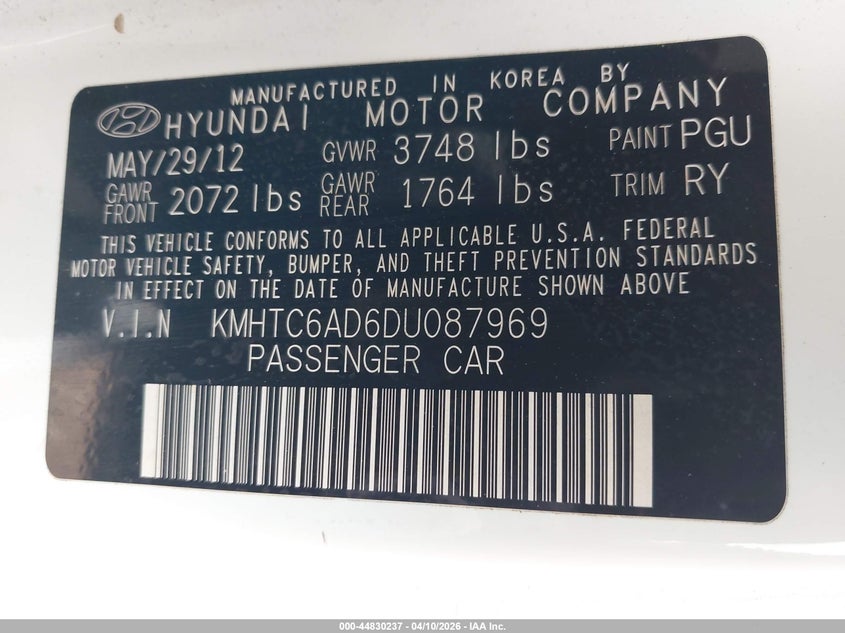 MANUFACTURED IN KOREA BY
HYUNDAI MOTOR COMPANY
MAY/29/12 GVWR 3748 lbs PAINT PGU
GAWR FRONT 2072 lbs GAWR REAR 1764 lbs TRIM RY
THIS VEHICLE CONFORMS TO ALL APPLICABLE U.S.A. FEDERAL
MOTOR VEHICLE SAFETY, BUMPER, AND THEFT PREVENTION STANDARDS
IN EFFECT ON THE DATE OF MANUFACTURE SHOWN ABOVE
V.I.N KMHTC6AD6DU087969
PASSENGER CAR
000-44830237 - 04/10/2026 - IAA Inc.